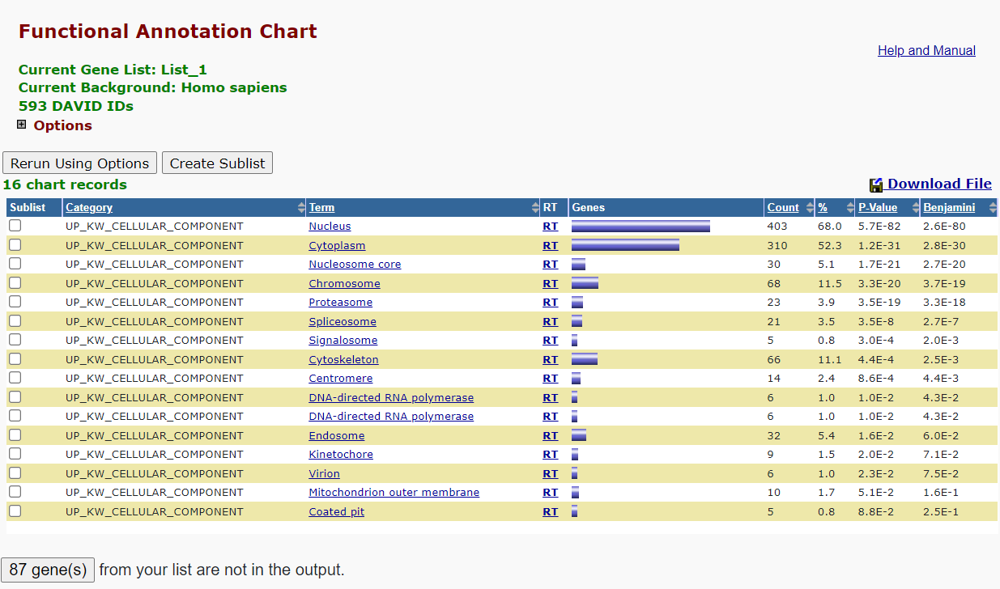 Functional Annotation Chart
Help and Manual
Current Gene List: List_1
Current Background: Homo sapiens
593 DAVID IDs
Options
Rerun Using Options Create Sublist
16 chart records Download File
Sublist Category Term RT Genes Count % P-Value Benjamini
UP_KW_CELLULAR_COMPONENT Nucleus RT 403 68.0 5.7E-82 2.6E-80
UP_KW_CELLULAR_COMPONENT Cytoplasm RT 310 52.3 1.2E-31 2.8E-30
UP_KW_CELLULAR_COMPONENT Nucleosome core RT 30 5.1 1.7E-21 2.7E-20
UP_KW_CELLULAR_COMPONENT Chromosome RT 68 11.5 3.3E-20 3.7E-19
UP_KW_CELLULAR_COMPONENT Proteasome RT 23 3.9 3.5E-19 3.3E-18
UP_KW_CELLULAR_COMPONENT Spliceosome RT 21 3.5 3.5E-8 2.7E-7
UP_KW_CELLULAR_COMPONENT Signalosome RT 5 0.8 3.0E-4 2.0E-3
UP_KW_CELLULAR_COMPONENT Cytoskeleton RT 66 11.1 4.4E-4 2.5E-3
UP_KW_CELLULAR_COMPONENT Centromere RT 14 2.4 8.6E-4 4.4E-3
UP_KW_CELLULAR_COMPONENT DNA-directed RNA polymerase RT 6 1.0 1.0E-2 4.3E-2
UP_KW_CELLULAR_COMPONENT DNA-directed RNA polymerase RT 6 1.0 1.0E-2 4.3E-2
UP_KW_CELLULAR_COMPONENT Endosome RT 32 5.4 1.6E-2 6.0E-2
UP_KW_CELLULAR_COMPONENT Kinetochore RT 9 1.5 2.0E-2 7.1E-2
UP_KW_CELLULAR_COMPONENT Virion RT 6 1.0 2.3E-2 7.5E-2
UP_KW_CELLULAR_COMPONENT Mitochondrion outer membrane RT 10 1.7 5.1E-2 1.6E-1
UP_KW_CELLULAR_COMPONENT Coated pit RT 5 0.8 8.8E-2 2.5E-1
87 gene(s) from your list are not in the output.